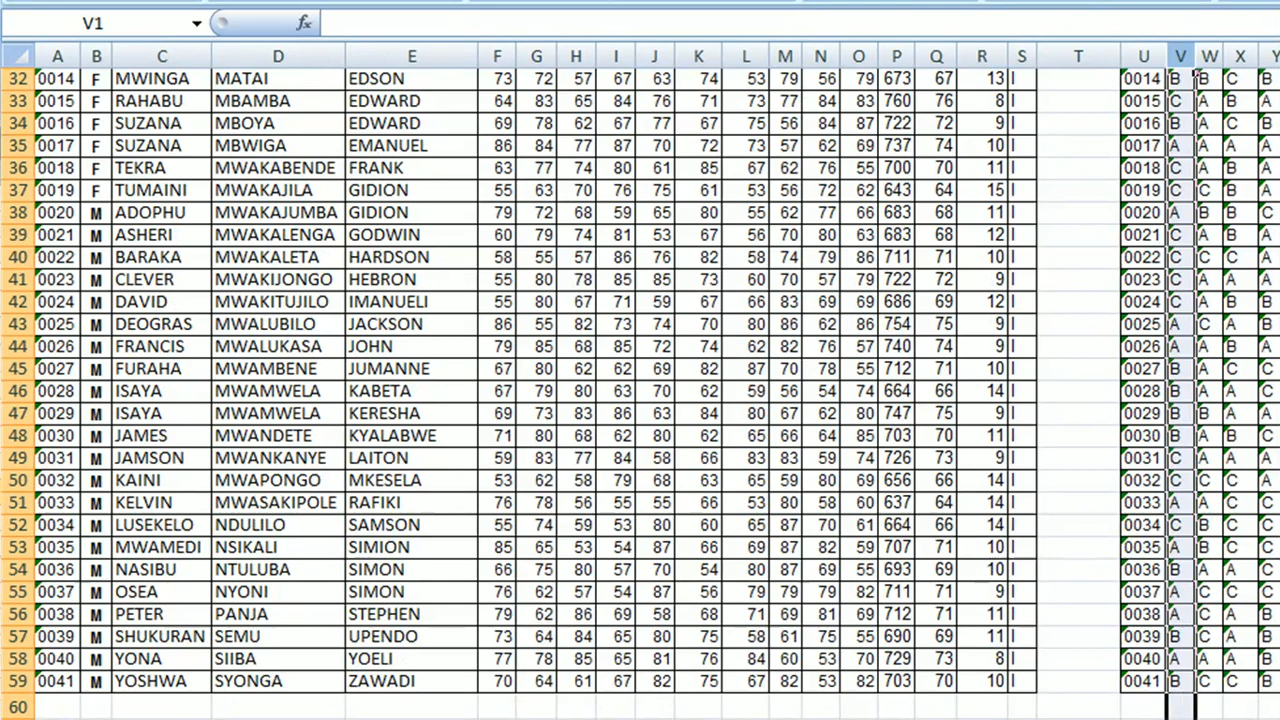 V1 fx
A B C D E F G H I J K L M N O P Q R S T U V W X Y
32 0014 F MWINGA MATAI EDSON 73 72 57 67 63 74 53 79 56 79 673 67 13 I 0014 B B C B
33 0015 F RAHABU MBAMBA EDWARD 64 83 65 84 76 71 73 77 84 83 760 76 8 I 0015 C A B A
34 0016 F SUZANA MBOYA EDWARD 69 78 62 67 77 67 75 56 84 87 722 72 9 I 0016 B A C B
35 0017 F SUZANA MBWIGA EMANUEL 86 84 77 87 70 72 73 57 62 69 737 74 10 I 0017 A A A A
36 0018 F TEKRA MWAKABENDE FRANK 63 77 74 80 61 85 67 62 76 55 700 70 11 I 0018 C A B A
37 0019 F TUMAINI MWAKAJILA GIDION 55 63 70 76 75 61 53 56 72 62 643 64 15 I 0019 C C B A
38 0020 M ADOPHU MWAKAJUMBA GIDION 79 72 68 59 65 80 55 62 77 66 683 68 11 I 0020 A B B C
39 0021 M ASHERI MWAKALENGA GODWIN 60 79 74 81 53 67 56 70 80 63 683 68 12 I 0021 C A B A
40 0022 M BARAKA MWAKALETA HARDSON 58 55 57 86 76 82 58 74 79 86 711 71 10 I 0022 C C C A
41 0023 M CLEVER MWAKIJONGO HEBRON 55 80 78 85 85 73 60 70 57 79 722 72 9 I 0023 C A A A
42 0024 M DAVID MWAKITUJILO IMANUELI 55 80 67 71 59 67 66 83 69 69 686 69 12 I 0024 C A B B
43 0025 M DEOGRAS MWALUBILO JACKSON 86 55 82 73 74 70 80 86 62 86 754 75 9 I 0025 A C A B
44 0026 M FRANCIS MWALUKASA JOHN 79 85 68 85 72 74 62 82 76 57 740 74 9 I 0026 A A B A
45 0027 M FURAHA MWAMBENE JUMANNE 67 80 62 62 69 82 87 70 78 55 712 71 10 I 0027 B A C C
46 0028 M ISAYA MWAMWELA KABETA 67 79 80 63 70 62 59 56 54 74 664 66 14 I 0028 B A A C
47 0029 M ISAYA MWAMWELA KERESHA 69 73 83 86 63 84 80 67 62 80 747 75 9 I 0029 B B A A
48 0030 M JAMES MWANDETE KYALABWE 71 80 68 62 80 62 65 66 64 85 703 70 11 I 0030 B A B C
49 0031 M JAMSON MWANKANYE LAITON 59 83 77 84 58 66 83 83 59 74 726 73 9 I 0031 C A A A
50 0032 M KAINI MWAPONGO MKESELA 53 62 58 79 68 63 65 59 80 69 656 66 14 I 0032 C C C A
51 0033 M KELVIN MWASAKIPOLE RAFIKI 76 78 56 55 55 66 53 80 58 60 637 64 14 I 0033 A A C C
52 0034 M LUSEKELO NDULILO SAMSON 55 74 59 53 80 60 65 87 70 61 664 66 14 I 0034 C B C C
53 0035 M MWAMEDI NSIKALI SIMION 85 65 53 54 87 66 69 87 82 59 707 71 10 I 0035 A B C C
54 0036 M NASIBU NTULUBA SIMON 66 75 80 57 70 54 80 87 55 69 693 69 10 I 0036 B A A C
55 0037 M OSEA NYONI SIMON 76 62 57 54 87 56 79 79 79 82 711 71 9 I 0037 A C C C
56 0038 M PETER PANJA STEPHEN 79 62 86 69 58 68 71 69 81 69 712 71 11 I 0038 A C A B
57 0039 M SHUKURAN SEMU UPENDO 73 64 84 65 80 75 58 61 75 55 690 69 11 I 0039 B C A B
58 0040 M YONA SIIBA YOELI 77 78 85 65 81 76 84 60 53 70 729 73 8 I 0040 A A A B
59 0041 M YOSHWA SYONGA ZAWADI 70 64 61 67 82 75 67 82 53 82 703 70 10 I 0041 B C C B
60